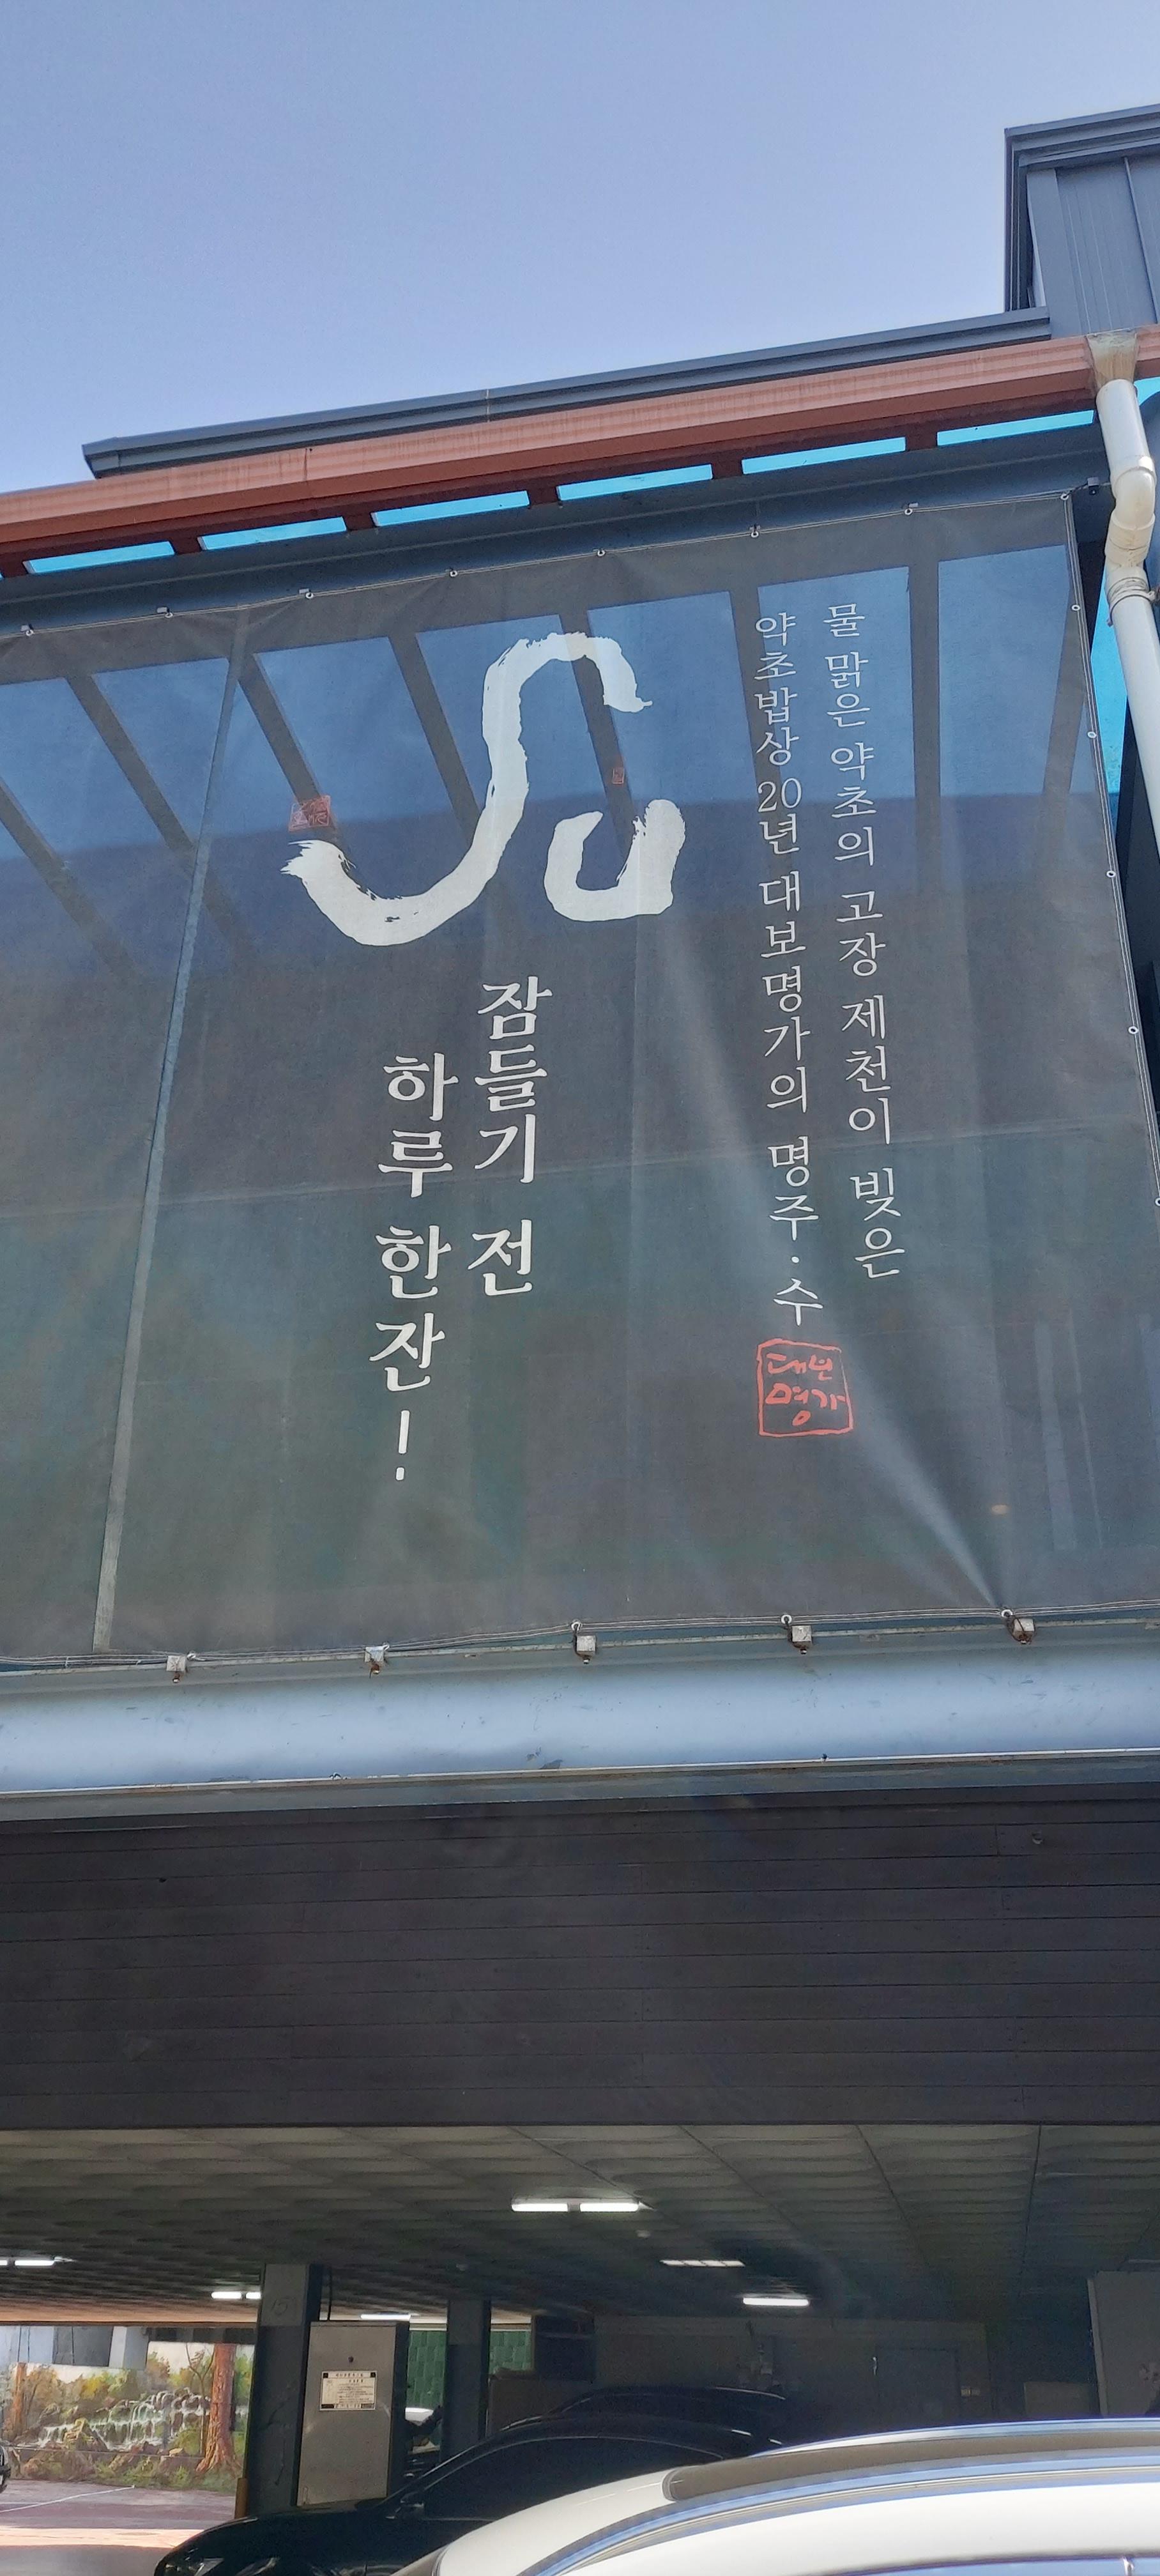 물 맑은 약초의 고장 제천이 빚은
약초밥상 20년 대보명가의 명주·수
대보
명가
Su
잠들기 전
하루 한잔!